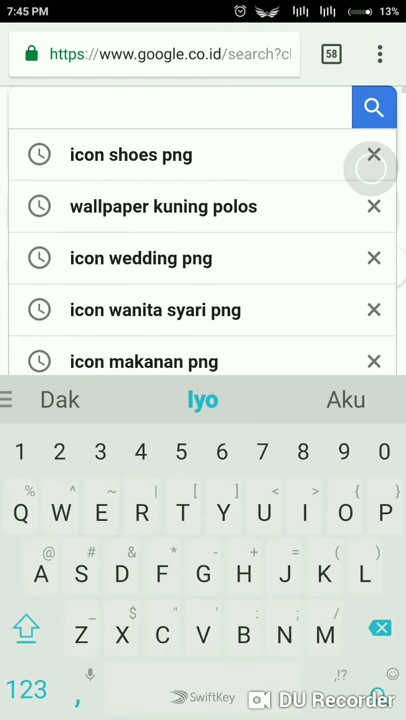 7:45 PM
13%
https://www.google.co.id/search?cl
58
icon shoes png
wallpaper kuning polos
icon wedding png
icon wanita syari png
icon makanan png
Dak Iyo Aku
1 2 3 4 5 6 7 8 9 0
% ^ ~ | [ ] < > { }
Q W E R T Y U I O P
@ # & * - + = ( )
A S D F G H J K L
_ $ " ' : ; /
Z X C V B N M
123 , ,!?
SwiftKey
DU Recorder